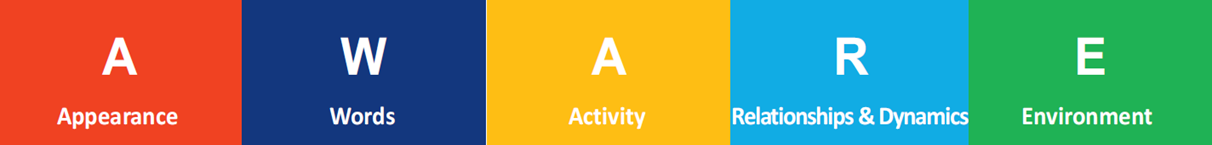 A W A R E
Appearance Words Activity Relationships & Dynamics Environment